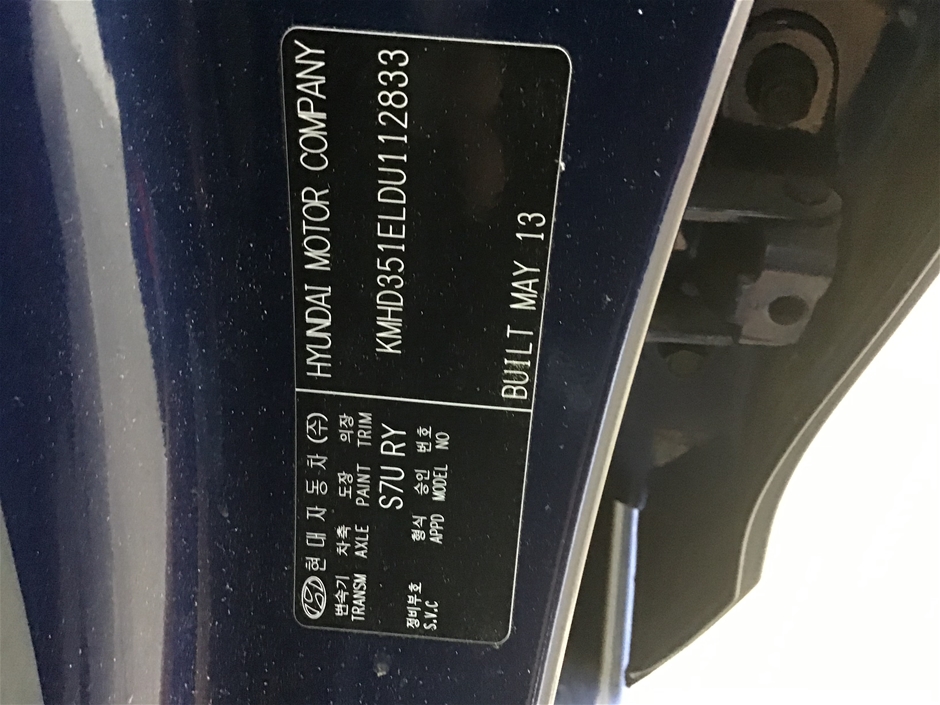 현 대 자 동 차 (주)
HYUNDAI MOTOR COMPANY
변속기 차축 도장 의장
TRANSM AXLE PAINT TRIM
S7U RY
KMHD351ELDU112833
정비부호 형식 승인 번호
S.V.C APPD MODEL NO
BUILT MAY 13